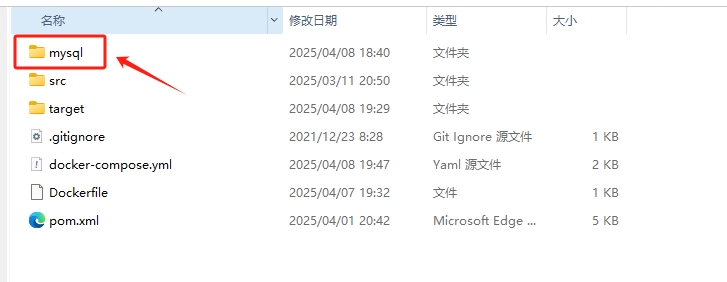 名称 修改日期 类型 大小
mysql 2025/04/08 18:40 文件夹
src 2025/03/11 20:50 文件夹
target 2025/04/08 19:29 文件夹
.gitignore 2021/12/23 8:28 Git Ignore 源文件 1 KB
docker-compose.yml 2025/04/08 19:47 Yaml 源文件 2 KB
Dockerfile 2025/04/07 19:32 文件 1 KB
pom.xml 2025/04/01 20:42 Microsoft Edge ... 5 KB